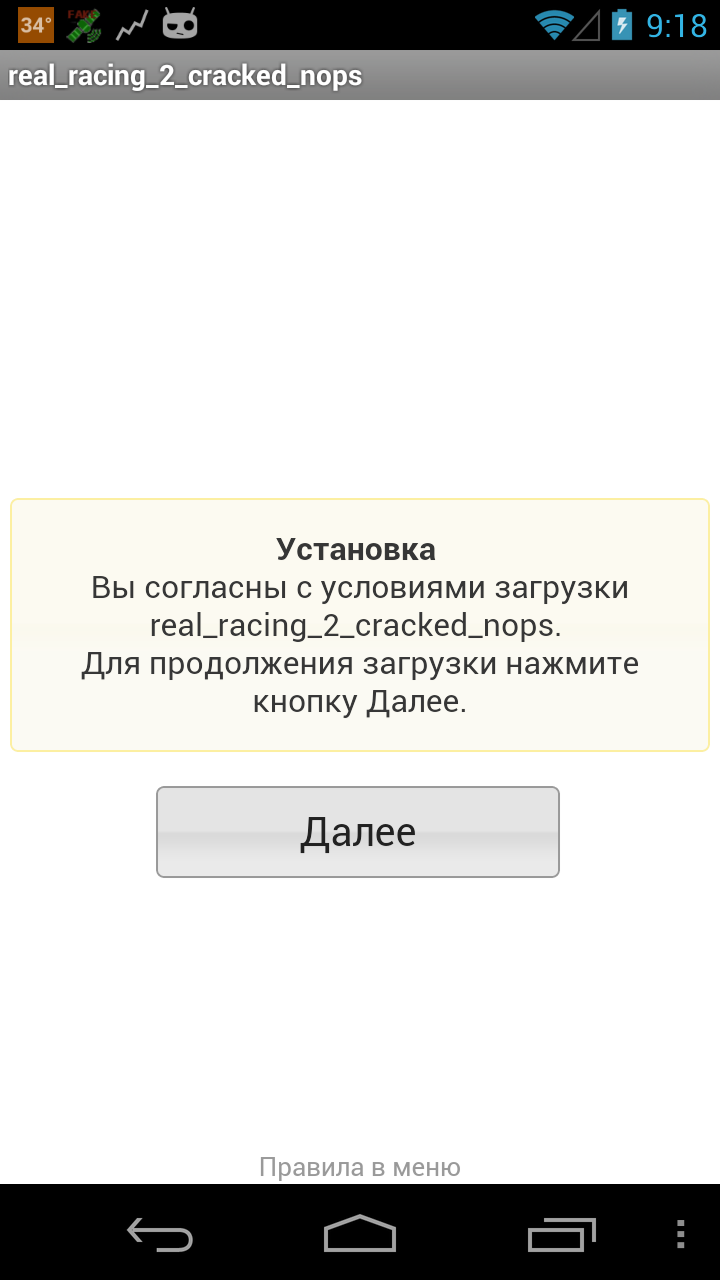 34°
FAKE
9:18
real_racing_2_cracked_nops
Установка
Вы согласны с условиями загрузки
real_racing_2_cracked_nops.
Для продолжения загрузки нажмите
кнопку Далее.
Далее
Правила в меню